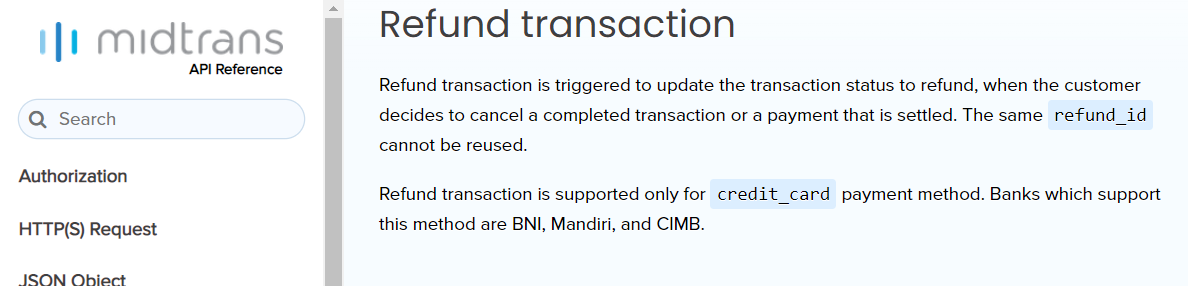 midtrans
API Reference
Search
Authorization
HTTP(S) Request
JSON Object
Refund transaction
Refund transaction is triggered to update the transaction status to refund, when the customer
decides to cancel a completed transaction or a payment that is settled. The same refund_id
cannot be reused.
Refund transaction is supported only for credit_card payment method. Banks which support
this method are BNI, Mandiri, and CIMB.